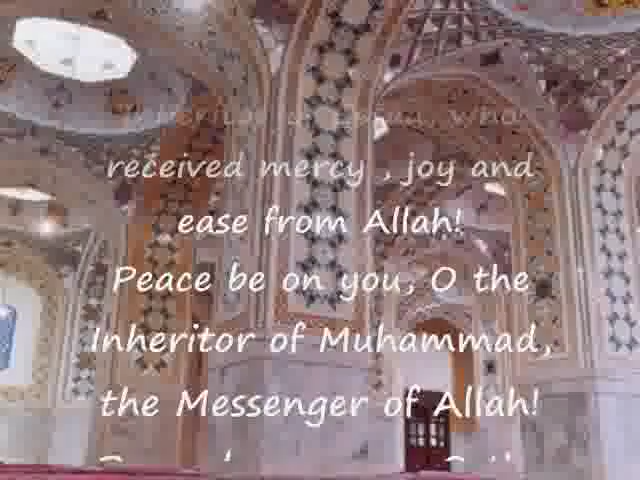 who
received mercy , joy and
ease from Allah!
Peace be on you, O the
Inheritor of Muhammad,
the Messenger of Allah!